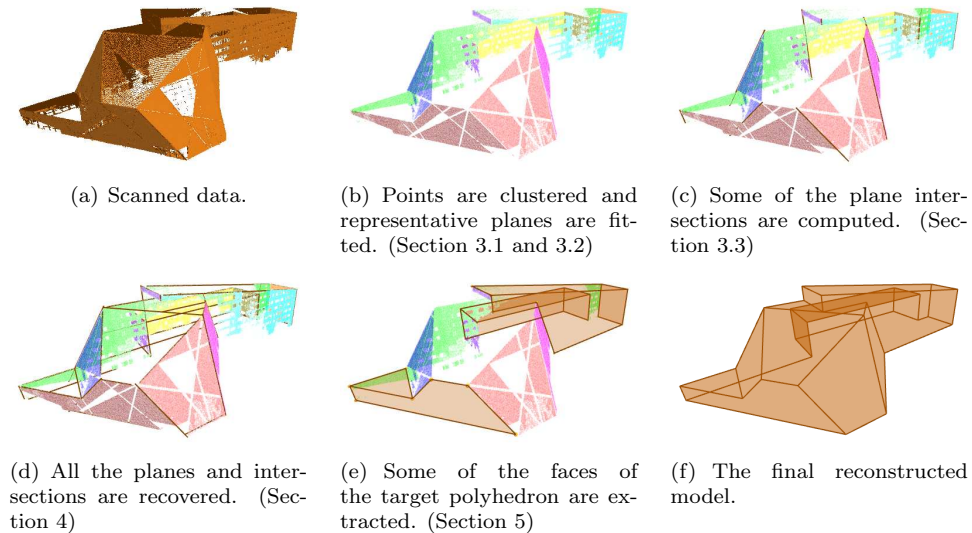 (a) Scanned data.
(b) Points are clustered and
representative planes are fit-
ted. (Section 3.1 and 3.2)
(c) Some of the plane inter-
sections are computed. (Sec-
tion 3.3)
(d) All the planes and inter-
sections are recovered. (Sec-
tion 4)
(e) Some of the faces of
the target polyhedron are ex-
tracted. (Section 5)
(f) The final reconstructed
model.